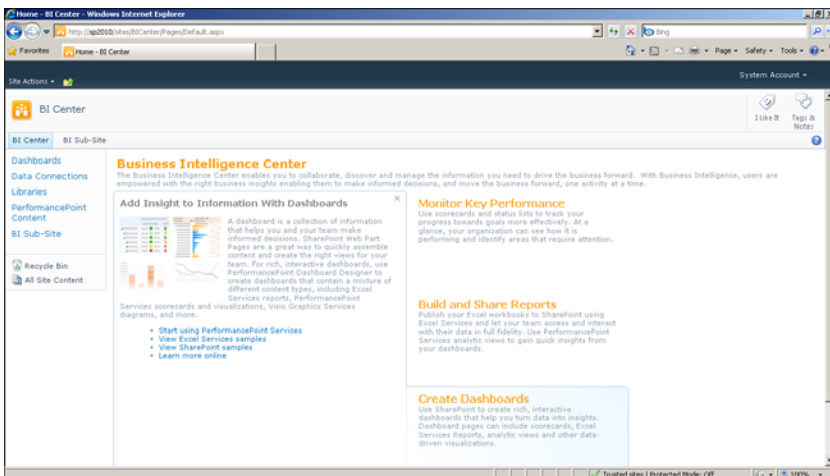 Home - BI Center - Windows Internet Explorer
http://sp2010/sites/BICenter/Pages/Default.aspx
Bing
Favorites
Home - BI Center
Page
Safety
Tools
Site Actions
System Account
BI Center
I Like It
Tags &
Notes
BI Center
BI Sub-Site
Dashboards
Data Connections
Libraries
PerformancePoint
Content
BI Sub-Site
Recycle Bin
All Site Content
Business Intelligence Center
The Business Intelligence Center enables you to collaborate, discover and manage the information you need to drive the business forward. With Business Intelligence, users are
empowered with the right business insights enabling them to make informed decisions, and move the business forward, one activity at a time.
Add Insight to Information With Dashboards
A dashboard is a collection of information
that helps you and your team make
informed decisions. SharePoint Web Part
Pages are a great way to quickly assemble
content and create the right views for your
team. For rich, interactive dashboards, use
PerformancePoint Dashboard Designer to
create dashboards that contain a mixture of
different content types, including Excel
Services reports, PerformancePoint
Services scorecards and visualizations, Visio Graphics Services
diagrams, and more.
Start using PerformancePoint Services
View Excel Services samples
View SharePoint samples
Learn more online
Monitor Key Performance
Use scorecards and status lists to track your
progress towards goals more effectively. At a
glance, your organization can see how it is
performing and identify areas that require attention.
Build and Share Reports
Publish your Excel workbooks to SharePoint using
Excel Services and let your team access and interact
with their data in full fidelity. Use PerformancePoint
Services analytic views to gain quick insights from
your dashboards.
Create Dashboards
Use SharePoint to create rich, interactive
dashboards that help you turn data into insights.
Dashboard pages can include scorecards, Excel
Services Reports, analytic views and other data-
driven visualizations.
Trusted sites | Protected Mode: Off
100%